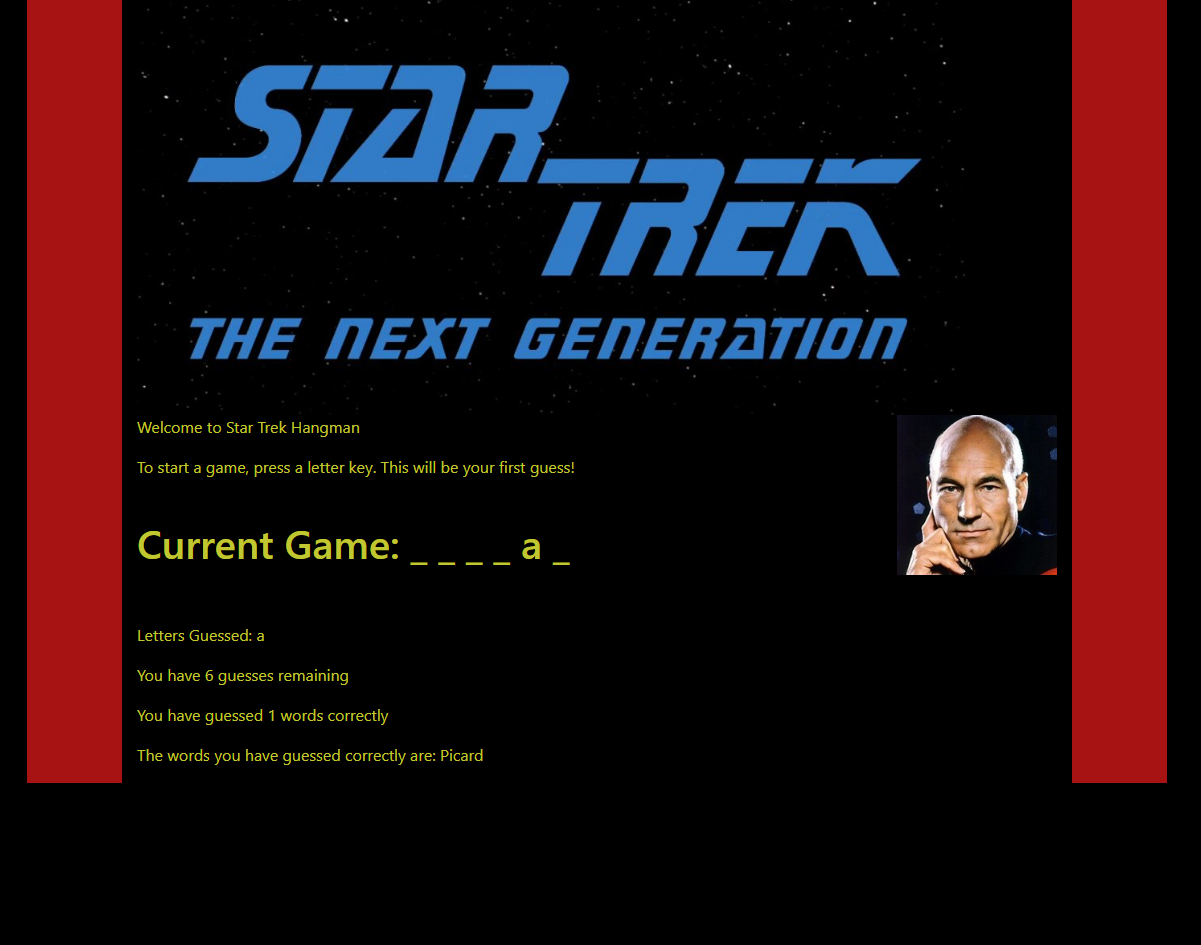 STAR
TREK
THE NEXT GENERATION
Welcome to Star Trek Hangman
To start a game, press a letter key. This will be your first guess!
Current Game: _ _ _ _ a _
Letters Guessed: a
You have 6 guesses remaining
You have guessed 1 words correctly
The words you have guessed correctly are: Picard